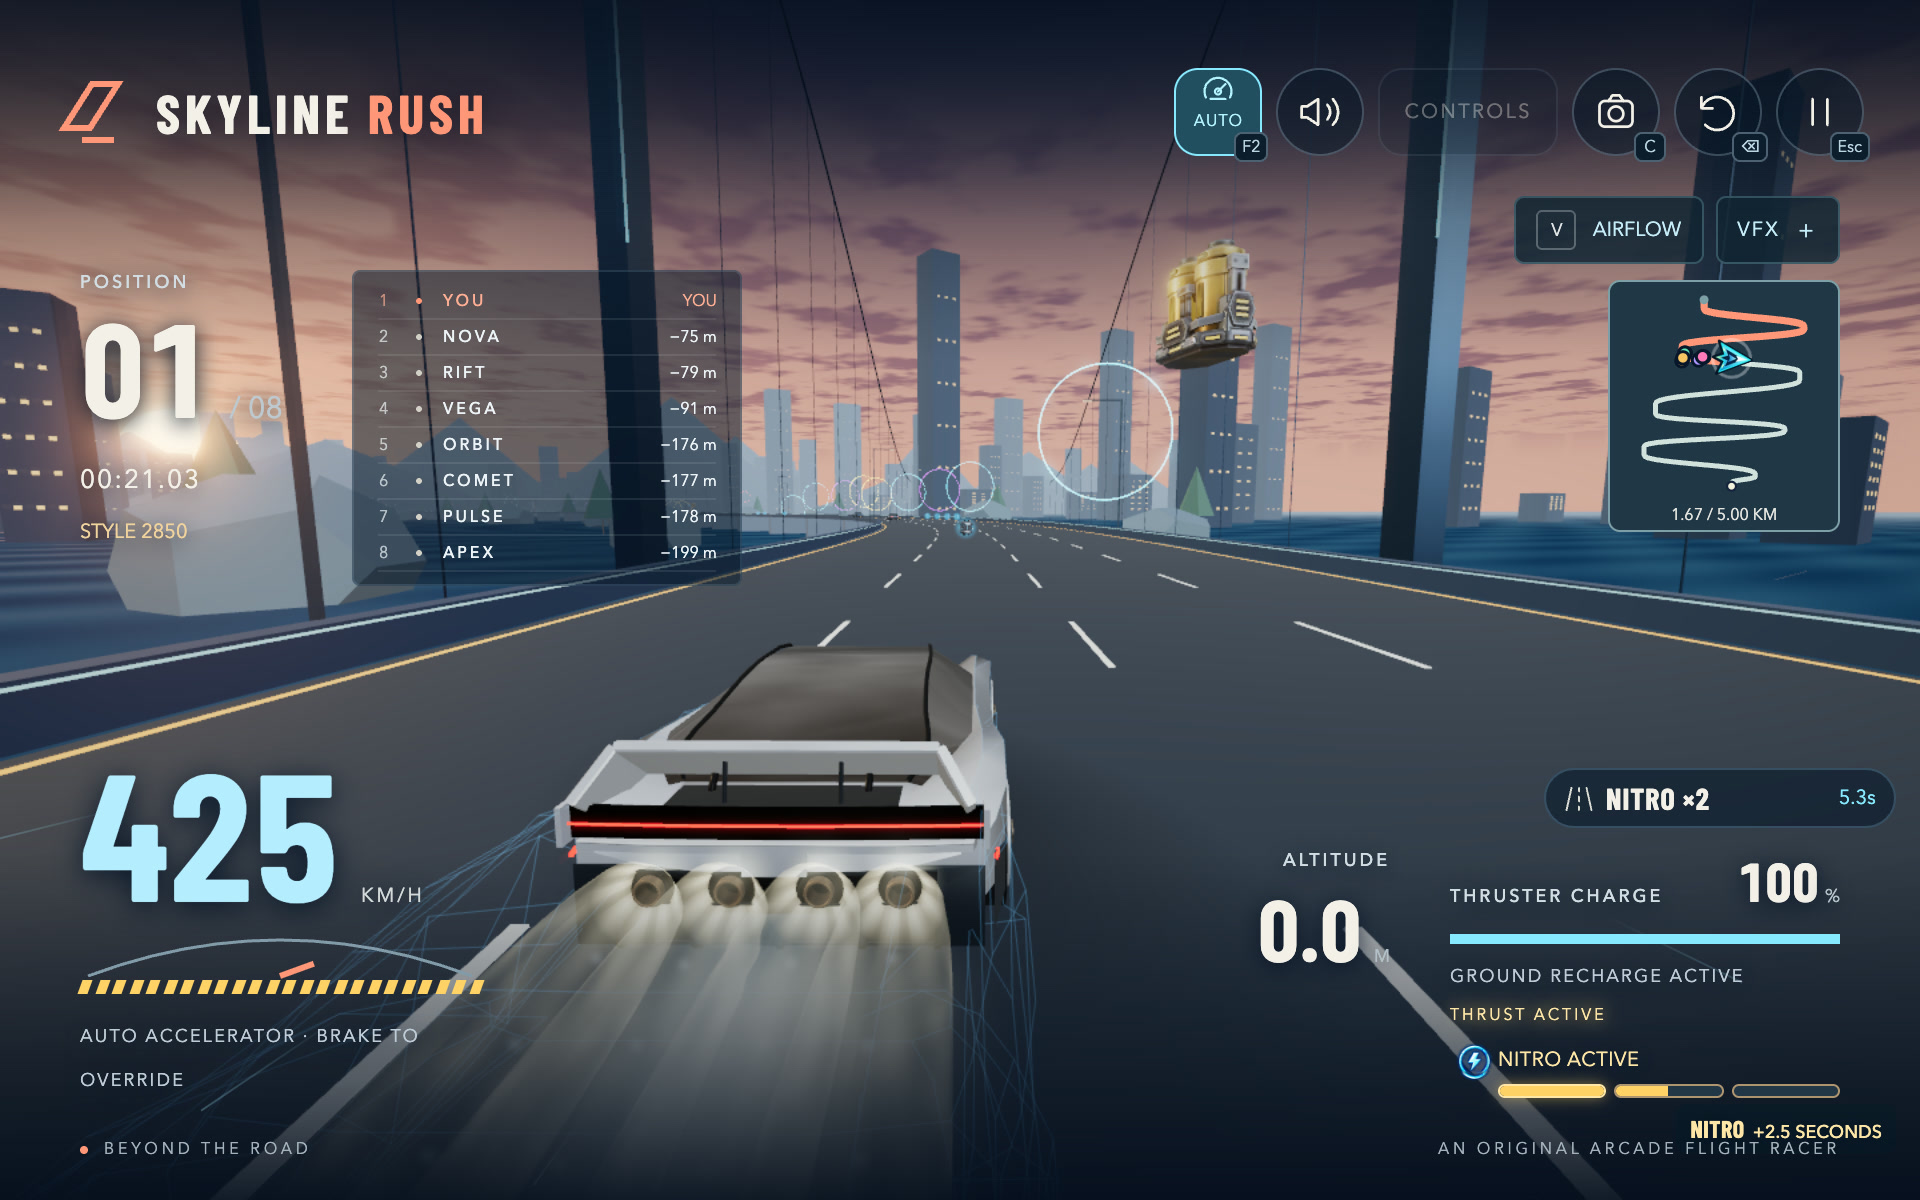 SKYLINE RUSH
AUTO
F2
CONTROLS
C
Esc
V AIRFLOW
VFX +
POSITION
01 / 08
00:21.03
STYLE 2850
1 • YOU YOU
2 • NOVA −75 m
3 • RIFT −79 m
4 • VEGA −91 m
5 • ORBIT −176 m
6 • COMET −177 m
7 • PULSE −178 m
8 • APEX −199 m
1.67 / 5.00 KM
425 KM/H
AUTO ACCELERATOR · BRAKE TO
OVERRIDE
• BEYOND THE ROAD
NITRO ×2 5.3s
ALTITUDE
0.0 M
THRUSTER CHARGE 100 %
GROUND RECHARGE ACTIVE
THRUST ACTIVE
NITRO ACTIVE
NITRO +2.5 SECONDS
AN ORIGINAL ARCADE FLIGHT RACER